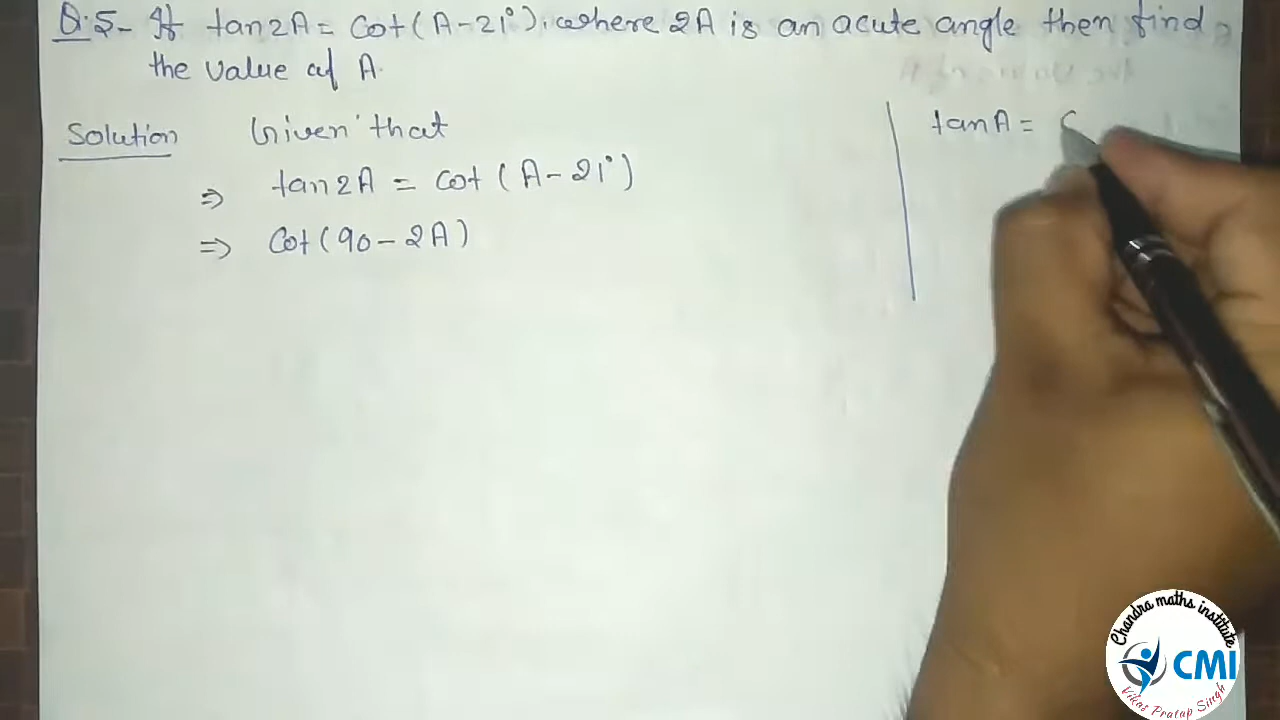 Q.5- If tan2A = Cot(A-21°), where 2A is an acute angle then find
the value of A.
Solution Given that
⇒ tan2A = Cot (A-21°)
⇒ Cot(90-2A)
tanA = C
Chandra maths institute
CMI
Vikas Pratap Singh